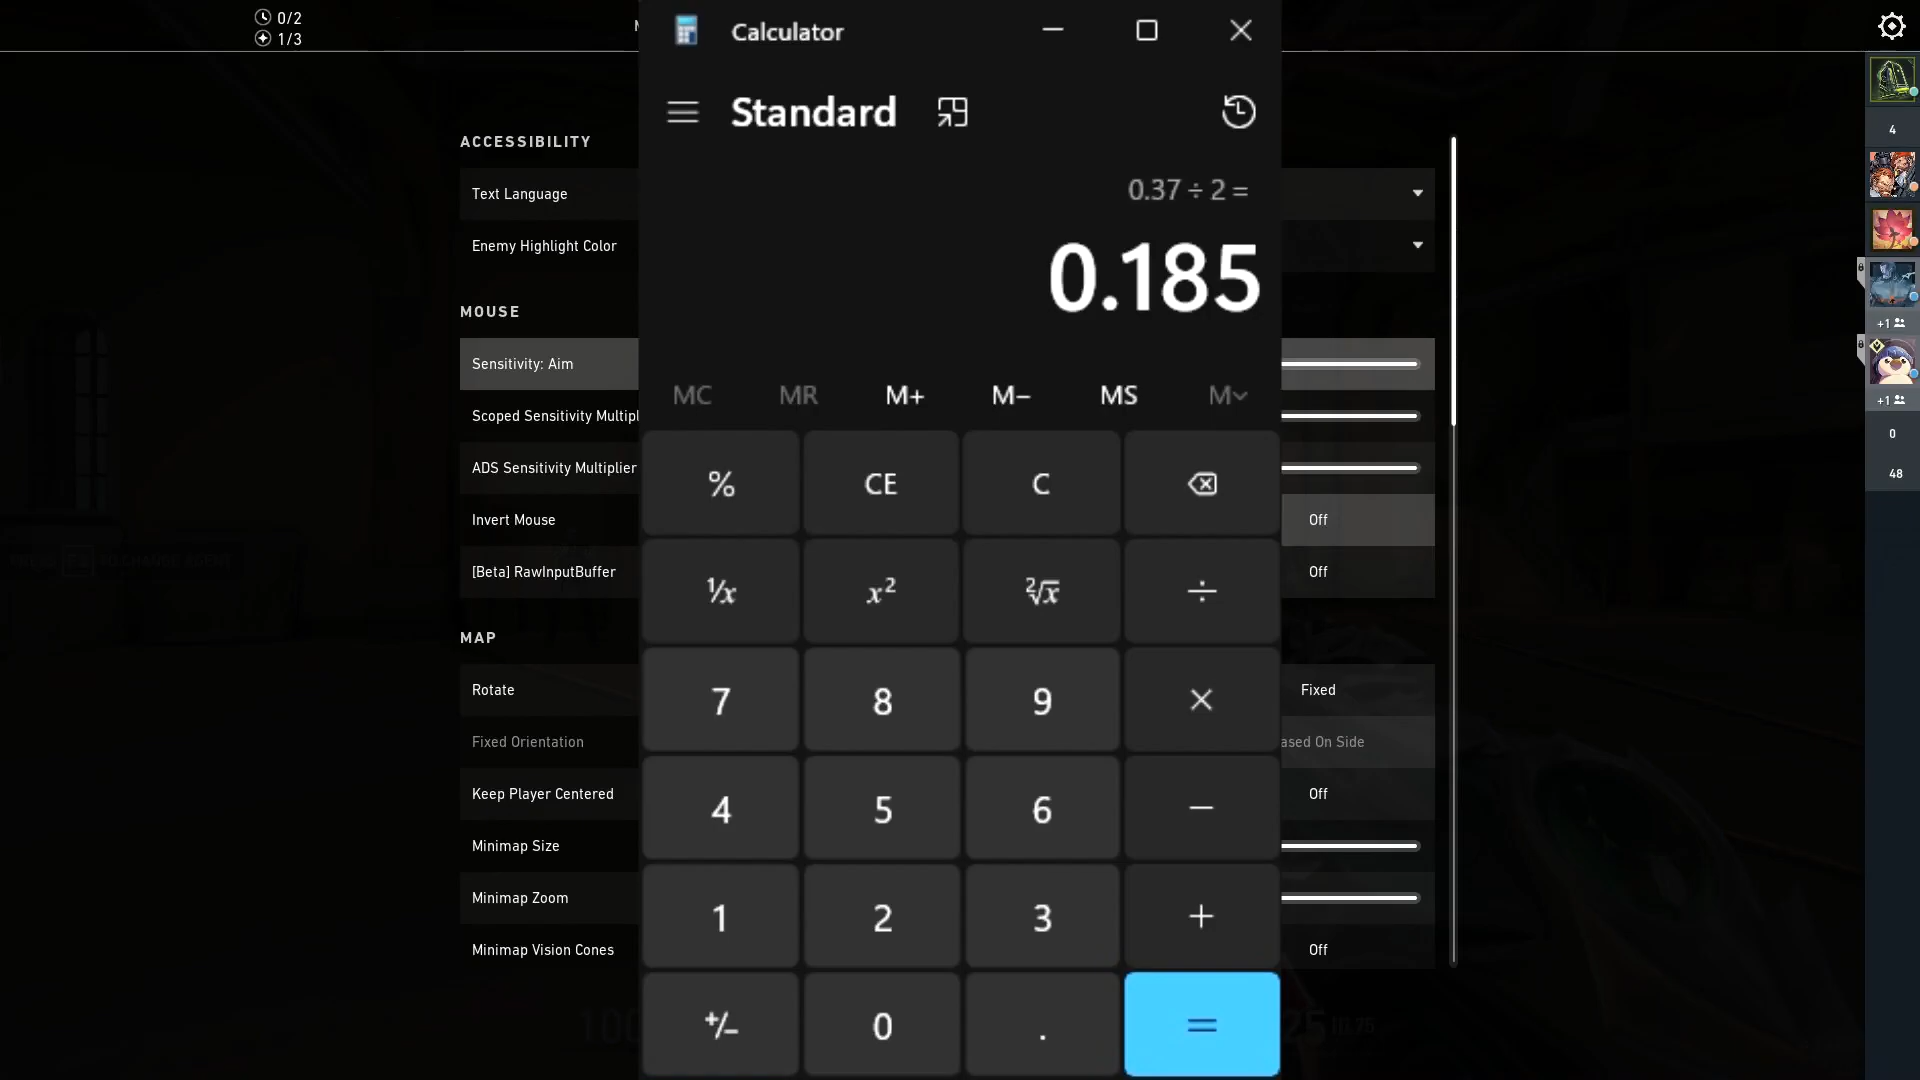 0/2
1/3
Calculator
Standard
0.37 ÷ 2 =
0.185
MC MR M+ M− MS M
% CE C
⅟x x² ²√x ÷
7 8 9 ×
4 5 6 −
1 2 3 +
+/− 0 . =
ACCESSIBILITY
Text Language
Enemy Highlight Color
MOUSE
Sensitivity: Aim
Scoped Sensitivity Multipl
ADS Sensitivity Multiplier
Invert Mouse Off
[Beta] RawInputBuffer Off
MAP
Rotate Fixed
Fixed Orientation ased On Side
Keep Player Centered Off
Minimap Size
Minimap Zoom
Minimap Vision Cones Off
4
+1
+1
0
48